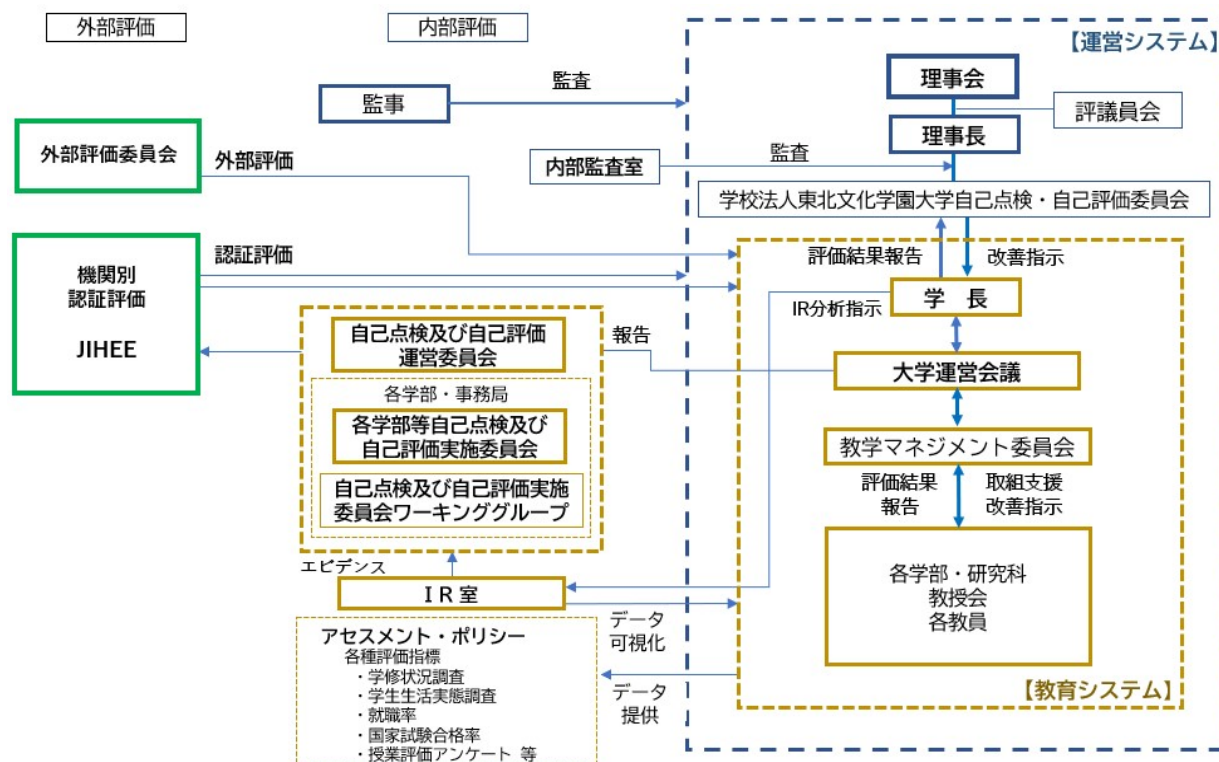 外部評価
内部評価
【運営システム】
監事
監査
理事会
評議員会
理事長
外部評価委員会
外部評価
内部監査室
監査
学校法人東北文化学園大学自己点検・自己評価委員会
機関別
認証評価
JIHEE
認証評価
評価結果報告
改善指示
学 長
IR分析指示
自己点検及び自己評価
運営委員会
報告
大学運営会議
各学部・事務局
各学部等自己点検及び
自己評価実施委員会
教学マネジメント委員会
自己点検及び自己評価実施
委員会ワーキンググループ
評価結果
報告
取組支援
改善指示
エビデンス
IR室
各学部・研究科
教授会
各教員
データ
可視化
アセスメント・ポリシー
各種評価指標
・学修状況調査
・学生生活実態調査
・就職率
・国家試験合格率
・授業評価アンケート 等
データ
提供
【教育システム】